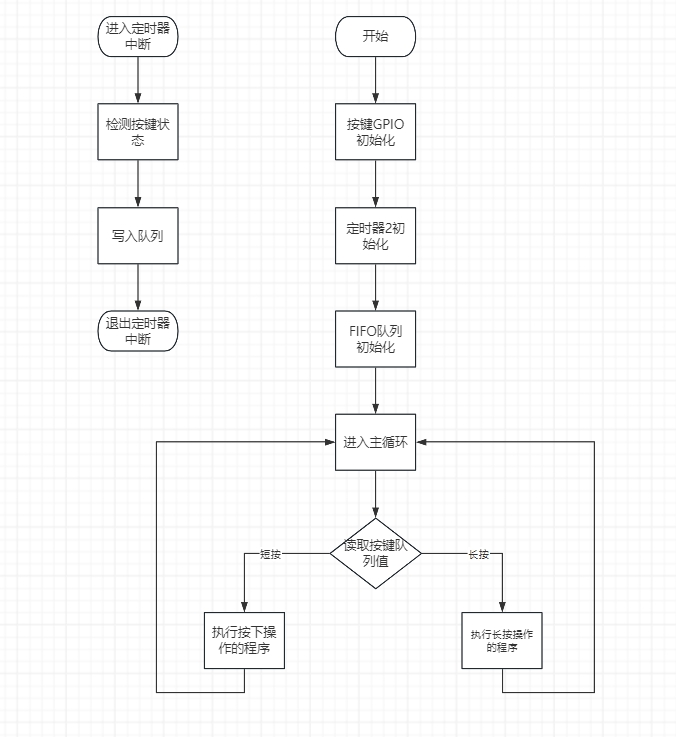 进入定时器
中断
检测按键状
态
写入队列
退出定时器
中断
开始
按键GPIO
初始化
定时器2初
始化
FIFO队列
初始化
进入主循环
读取按键队
列值
短按
长按
执行按下操
作的程序
执行长按操作
的程序